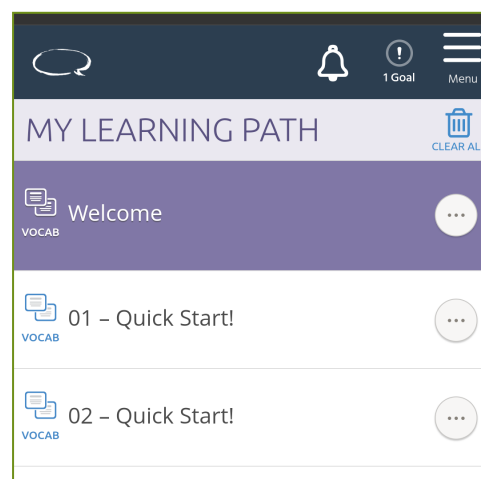 1 Goal
Menu
MY LEARNING PATH
CLEAR AL
VOCAB
Welcome
VOCAB
01 – Quick Start!
VOCAB
02 – Quick Start!